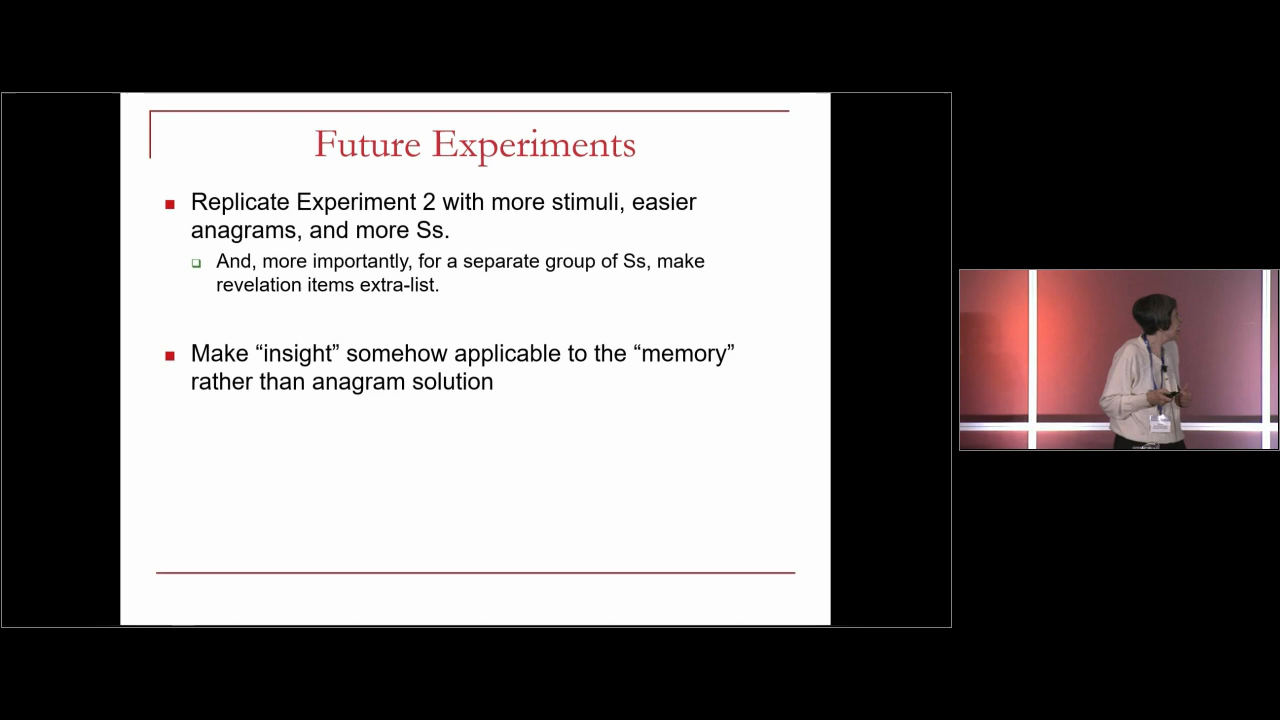 Future Experiments
Replicate Experiment 2 with more stimuli, easier
anagrams, and more Ss.
And, more importantly, for a separate group of Ss, make
revelation items extra-list.
Make “insight” somehow applicable to the “memory”
rather than anagram solution